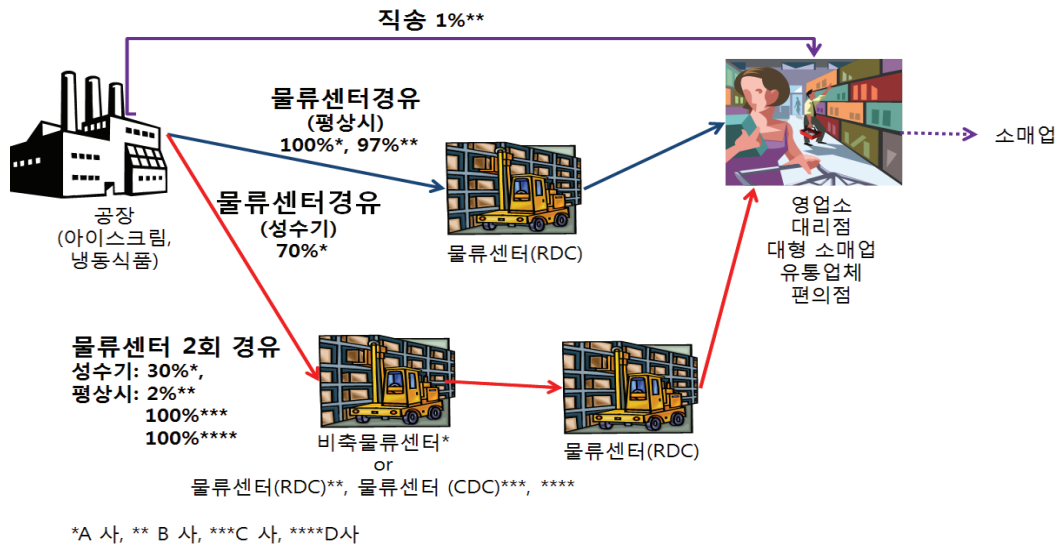 직송 1%**
물류센터경유
(평상시)
100%*, 97%**
소매업
물류센터경유
(성수기)
70%*
공장
(아이스크림,
냉동식품)
물류센터(RDC)
영업소
대리점
대형 소매업
유통업체
편의점
물류센터 2회 경유
성수기: 30%*,
평상시: 2%**
100%***
100%****
비축물류센터*
or
물류센터(RDC)**, 물류센터 (CDC)***, ****
물류센터(RDC)
*A 사, ** B 사, ***C 사, ****D사